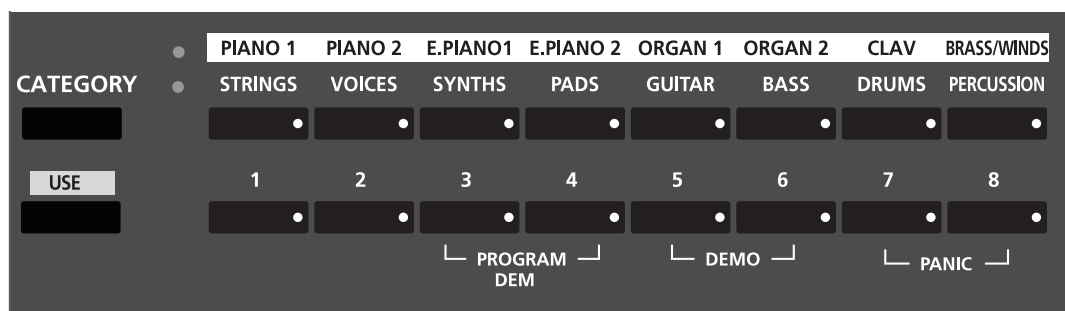 PIANO 1 PIANO 2 E.PIANO1 E.PIANO 2 ORGAN 1 ORGAN 2 CLAV BRASS/WINDS
CATEGORY STRINGS VOICES SYNTHS PADS GUITAR BASS DRUMS PERCUSSION
USE 1 2 3 4 5 6 7 8
PROGRAM DEMO PANIC
DEM